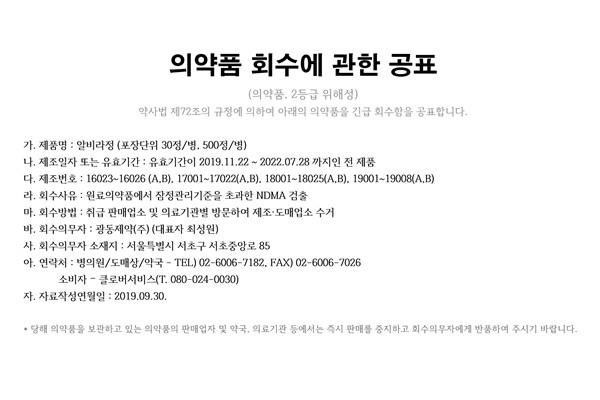 의약품 회수에 관한 공표
(의약품, 2등급 위해성)
약사법 제72조의 규정에 의하여 아래의 의약품을 긴급 회수함을 공표합니다.
가. 제품명 : 알비라정 (포장단위 30정/병, 500정/병)
나. 제조일자 또는 유효기간 : 유효기간이 2019.11.22 ~ 2022.07.28 까지인 전 제품
다. 제조번호 : 16023~16026 (A,B), 17001~17022(A,B), 18001~18025(A,B), 19001~19008(A,B)
라. 회수사유 : 원료의약품에서 잠정관리기준을 초과한 NDMA 검출
마. 회수방법 : 취급 판매업소 및 의료기관별 방문하여 제조·도매업소 수거
바. 회수의무자 : 광동제약(주) (대표자 최성원)
사. 회수의무자 소재지 : 서울특별시 서초구 서초중앙로 85
아. 연락처 : 병의원/도매상/약국 - TEL) 02-6006-7182, FAX) 02-6006-7026
소비자 - 클로버서비스(T. 080-024-0030)
자. 자료작성연월일 : 2019.09.30.
* 당해 의약품을 보관하고 있는 의약품의 판매업자 및 약국, 의료기관 등에서는 즉시 판매를 중지하고 회수의무자에게 반품하여 주시기 바랍니다.